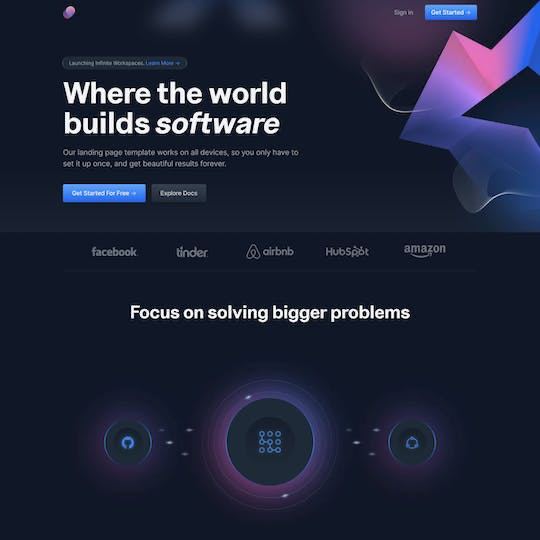 Sign in
Get Started →
Launching Infinite Workspaces. Learn More →
Where the world
builds software
Our landing page template works on all devices, so you only have to
set it up once, and get beautiful results forever.
Get Started For Free →
Explore Docs
facebook
tinder
airbnb
HubSpot
amazon
Focus on solving bigger problems